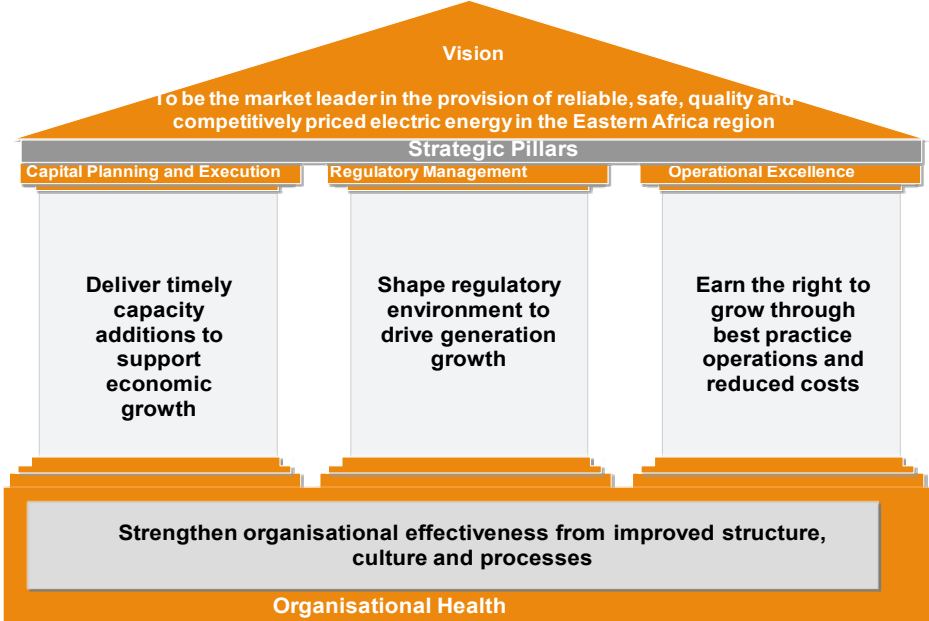 Vision
To be the market leader in the provision of reliable, safe, quality and
competitively priced electric energy in the Eastern Africa region
Strategic Pillars
Capital Planning and Execution
Regulatory Management
Operational Excellence
Deliver timely
capacity
additions to
support
economic
growth
Shape regulatory
environment to
drive generation
growth
Earn the right to
grow through
best practice
operations and
reduced costs
Strengthen organisational effectiveness from improved structure,
culture and processes
Organisational Health